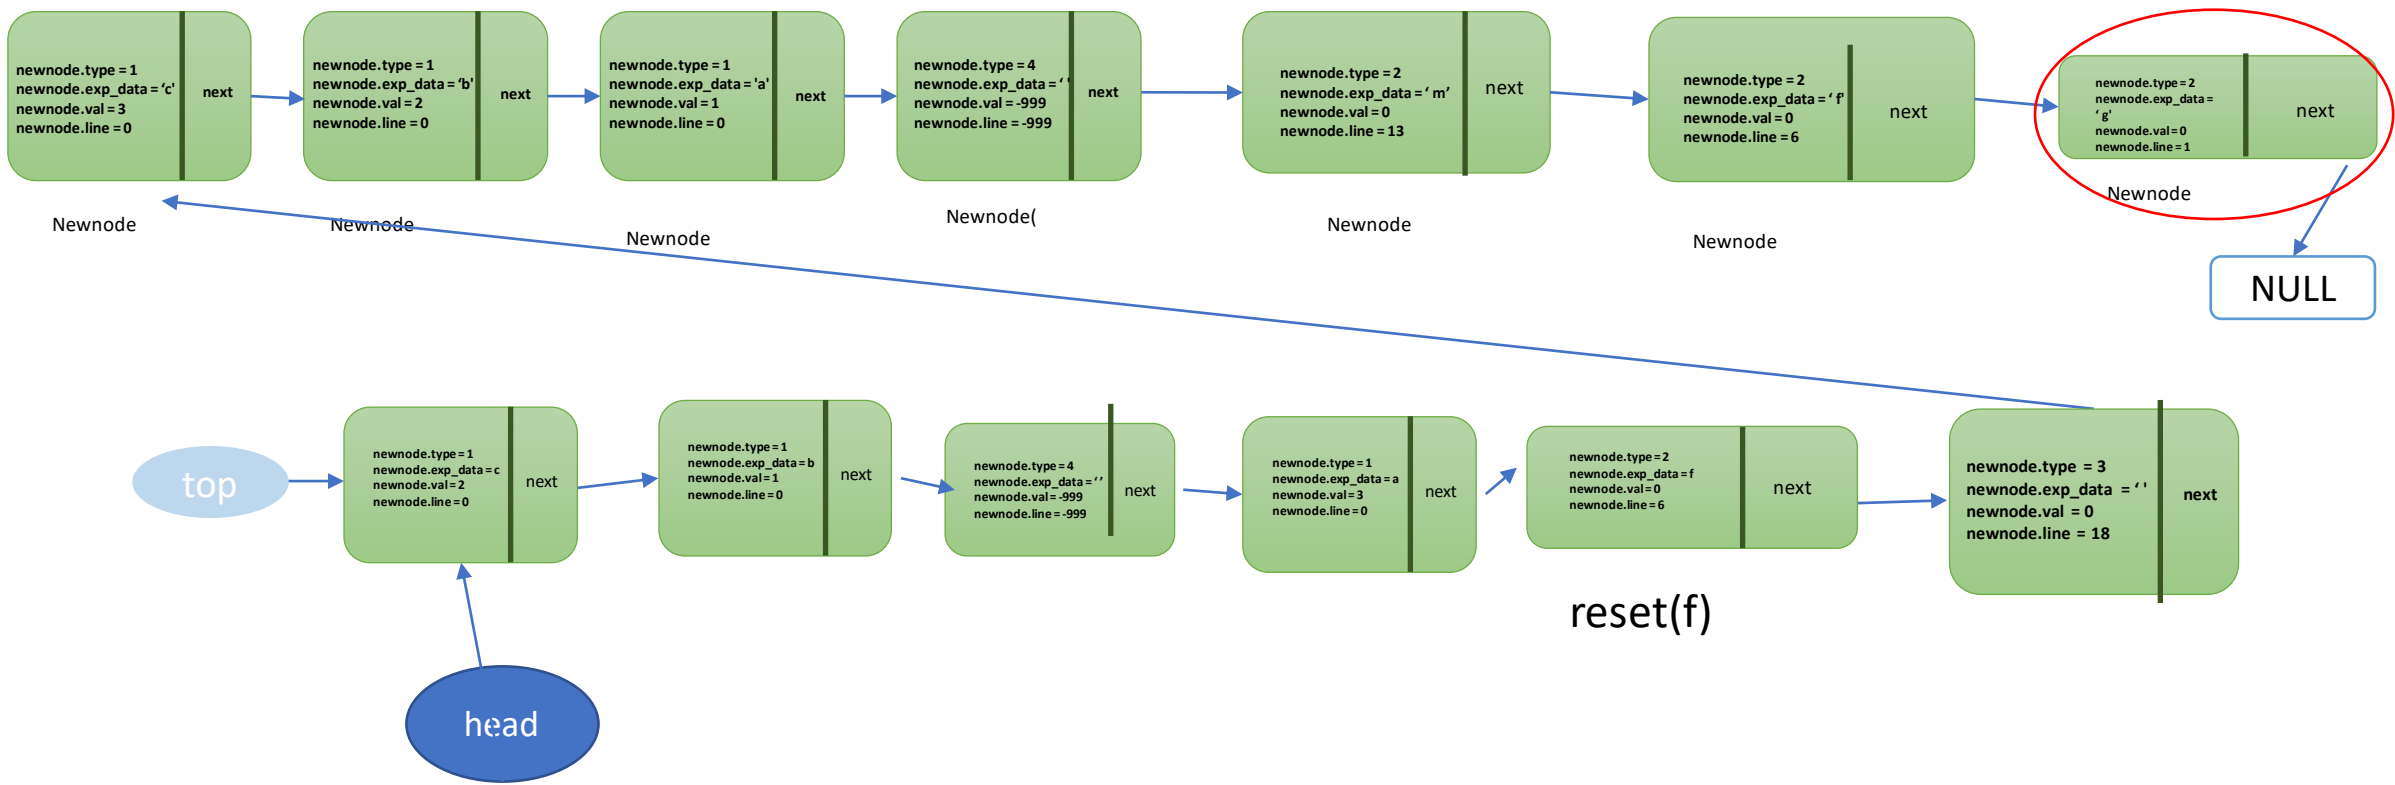 newnode.type = 1
newnode.exp_data = ‘c'
newnode.val = 3
newnode.line = 0
next
Newnode
newnode.type = 1
newnode.exp_data = ‘b'
newnode.val = 2
newnode.line = 0
next
Newnode
newnode.type = 1
newnode.exp_data = 'a'
newnode.val = 1
newnode.line = 0
next
Newnode
newnode.type = 4
newnode.exp_data = ‘ '
newnode.val = -999
newnode.line = -999
next
Newnode(
newnode.type = 2
newnode.exp_data = ‘ m’
newnode.val = 0
newnode.line = 13
next
Newnode
newnode.type = 2
newnode.exp_data = ‘ f'
newnode.val = 0
newnode.line = 6
next
Newnode
newnode.type = 2
newnode.exp_data =
‘ g'
newnode.val = 0
newnode.line = 1
next
Newnode
NULL
top
newnode.type = 1
newnode.exp_data = c
newnode.val = 2
newnode.line = 0
next
newnode.type = 1
newnode.exp_data = b
newnode.val = 1
newnode.line = 0
next
newnode.type = 4
newnode.exp_data = ‘ ’
newnode.val = -999
newnode.line = -999
next
newnode.type = 1
newnode.exp_data = a
newnode.val = 3
newnode.line = 0
next
newnode.type = 2
newnode.exp_data = f
newnode.val = 0
newnode.line = 6
next
newnode.type = 3
newnode.exp_data = ‘ '
newnode.val = 0
newnode.line = 18
next
reset(f)
head